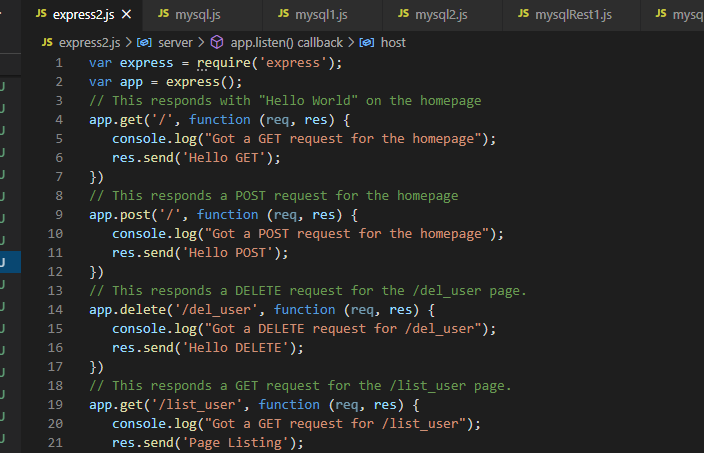 JS express2.js × JS mysql.js JS mysql1.js JS mysql2.js JS mysqlRest1.js JS mysq
JS express2.js > server > app.listen() callback > host
1 var express = require('express');
2 var app = express();
3 // This responds with "Hello World" on the homepage
4 app.get('/', function (req, res) {
5 console.log("Got a GET request for the homepage");
6 res.send('Hello GET');
7 })
8 // This responds a POST request for the homepage
9 app.post('/', function (req, res) {
10 console.log("Got a POST request for the homepage");
11 res.send('Hello POST');
12 })
13 // This responds a DELETE request for the /del_user page.
14 app.delete('/del_user', function (req, res) {
15 console.log("Got a DELETE request for /del_user");
16 res.send('Hello DELETE');
17 })
18 // This responds a GET request for the /list_user page.
19 app.get('/list_user', function (req, res) {
20 console.log("Got a GET request for /list_user");
21 res.send('Page Listing');